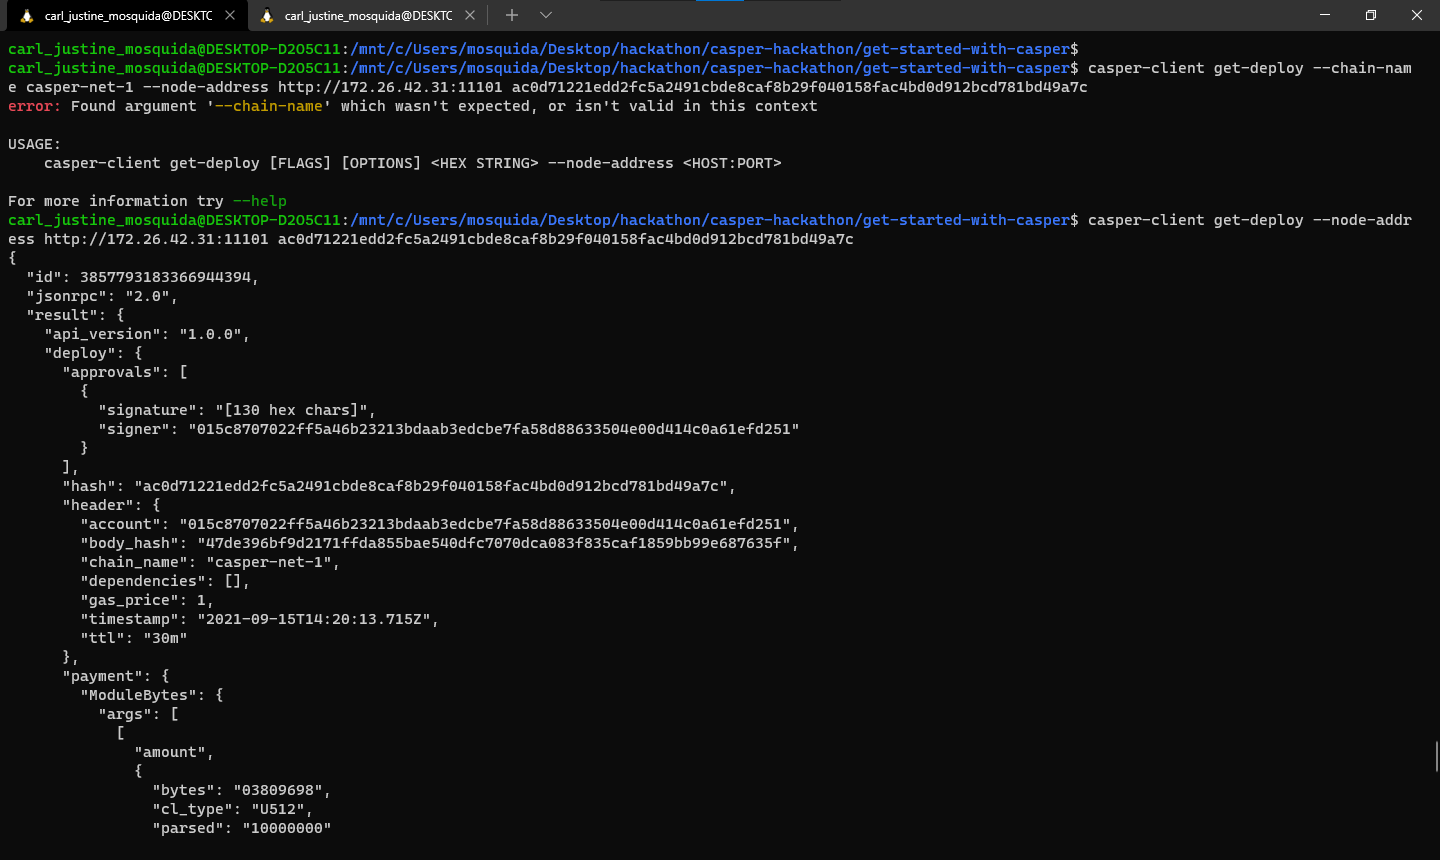 carl_justine_mosquida@DESKTC
carl_justine_mosquida@DESKTC
carl_justine_mosquida@DESKTOP-D2O5C11:/mnt/c/Users/mosquida/Desktop/hackathon/casper-hackathon/get-started-with-casper$
carl_justine_mosquida@DESKTOP-D2O5C11:/mnt/c/Users/mosquida/Desktop/hackathon/casper-hackathon/get-started-with-casper$ casper-client get-deploy --chain-nam
e casper-net-1 --node-address http://172.26.42.31:11101 ac0d71221edd2fc5a2491cbde8caf8b29f040158fac4bd0d912bcd781bd49a7c
error: Found argument '--chain-name' which wasn't expected, or isn't valid in this context
USAGE:
    casper-client get-deploy [FLAGS] [OPTIONS] <HEX STRING> --node-address <HOST:PORT>
For more information try --help
carl_justine_mosquida@DESKTOP-D2O5C11:/mnt/c/Users/mosquida/Desktop/hackathon/casper-hackathon/get-started-with-casper$ casper-client get-deploy --node-addr
ess http://172.26.42.31:11101 ac0d71221edd2fc5a2491cbde8caf8b29f040158fac4bd0d912bcd781bd49a7c
{
  "id": 3857793183366944394,
  "jsonrpc": "2.0",
  "result": {
    "api_version": "1.0.0",
    "deploy": {
      "approvals": [
        {
          "signature": "[130 hex chars]",
          "signer": "015c8707022ff5a46b23213bdaab3edcbe7fa58d88633504e00d414c0a61efd251"
        }
      ],
      "hash": "ac0d71221edd2fc5a2491cbde8caf8b29f040158fac4bd0d912bcd781bd49a7c",
      "header": {
        "account": "015c8707022ff5a46b23213bdaab3edcbe7fa58d88633504e00d414c0a61efd251",
        "body_hash": "47de396bf9d2171ffda855bae540dfc7070dca083f835caf1859bb99e687635f",
        "chain_name": "casper-net-1",
        "dependencies": [],
        "gas_price": 1,
        "timestamp": "2021-09-15T14:20:13.715Z",
        "ttl": "30m"
      },
      "payment": {
        "ModuleBytes": {
          "args": [
            [
              "amount",
              {
                "bytes": "03809698",
                "cl_type": "U512",
                "parsed": "10000000"